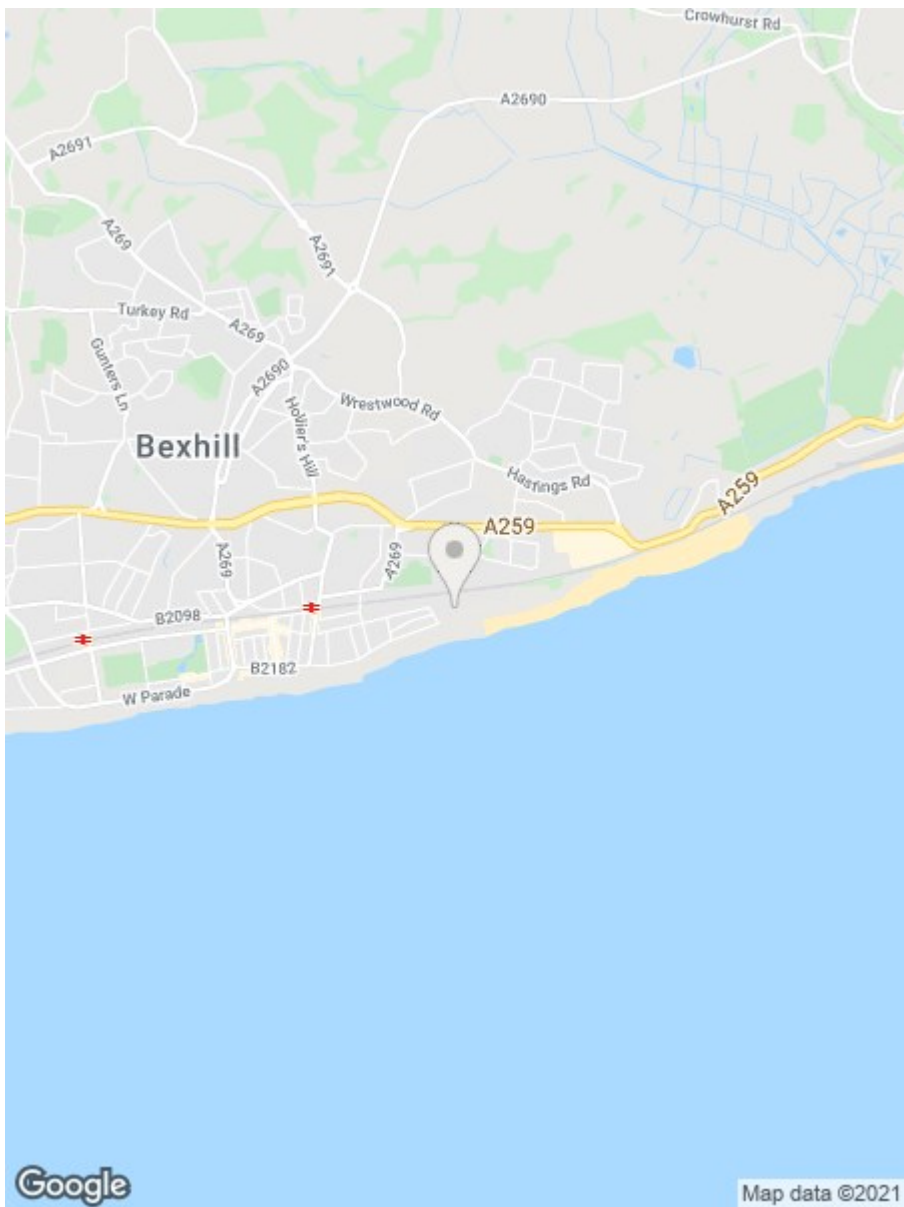 Crowhurst Rd
A2690
A2691
A269
A2691
Turkey Rd
A269
Gunters Ln
A2690
Hollier's Hill
Wrestwood Rd
Bexhill
Hastings Rd
A259
A259
A269
A269
B2098
B2182
W Parade
Google
Map data ©2021